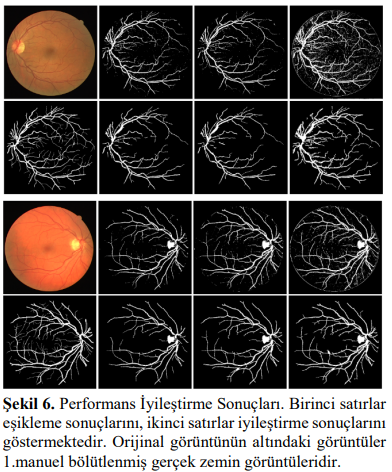 Şekil 6. Performans İyileştirme Sonuçları. Birinci satırlar
eşikleme sonuçlarını, ikinci satırlar iyileştirme sonuçlarını
göstermektedir. Orijinal görüntünün altındaki görüntüler
1.manuel bölütlenmiş gerçek zemin görüntüleridir.